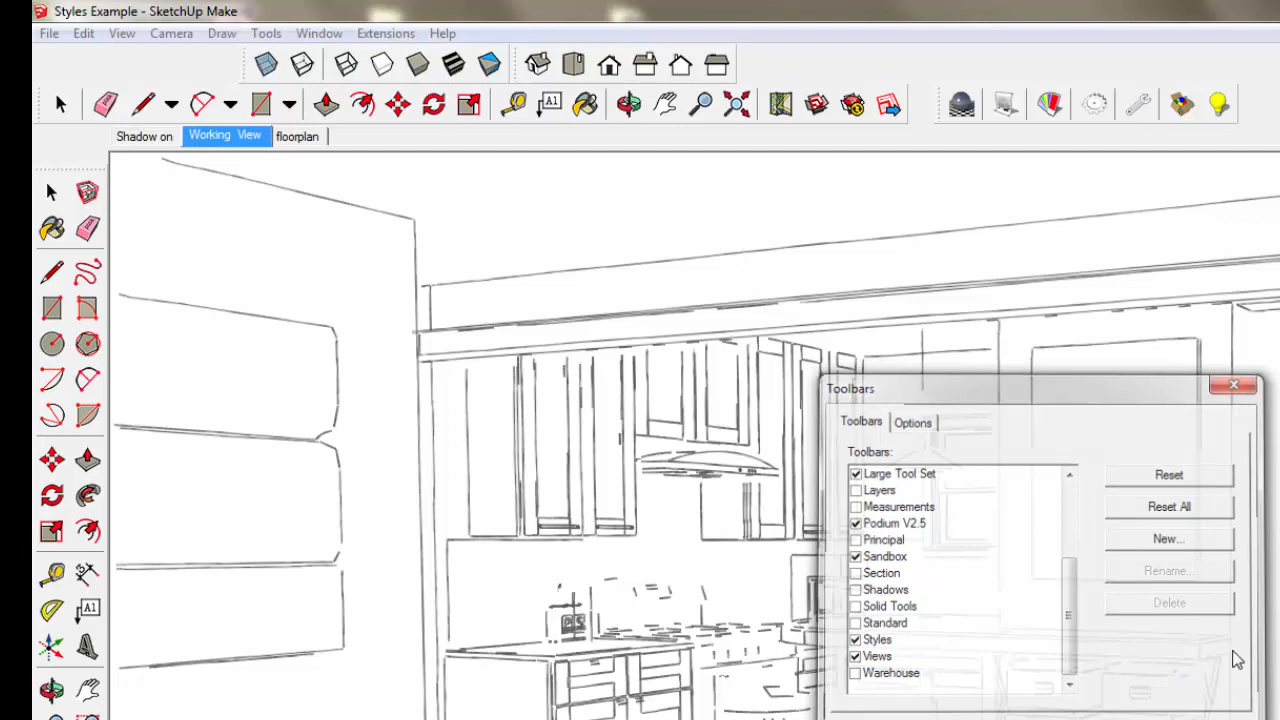 Styles Example - SketchUp Make
File Edit View Camera Draw Tools Window Extensions Help
A1
Shadow on Working View floorplan
A1
Toolbars
Toolbars Options
Toolbars:
Large Tool Set
Layers
Measurements
Podium V2.5
Principal
Sandbox
Section
Shadows
Solid Tools
Standard
Styles
Views
Warehouse
Reset
Reset All
New...
Rename...
Delete